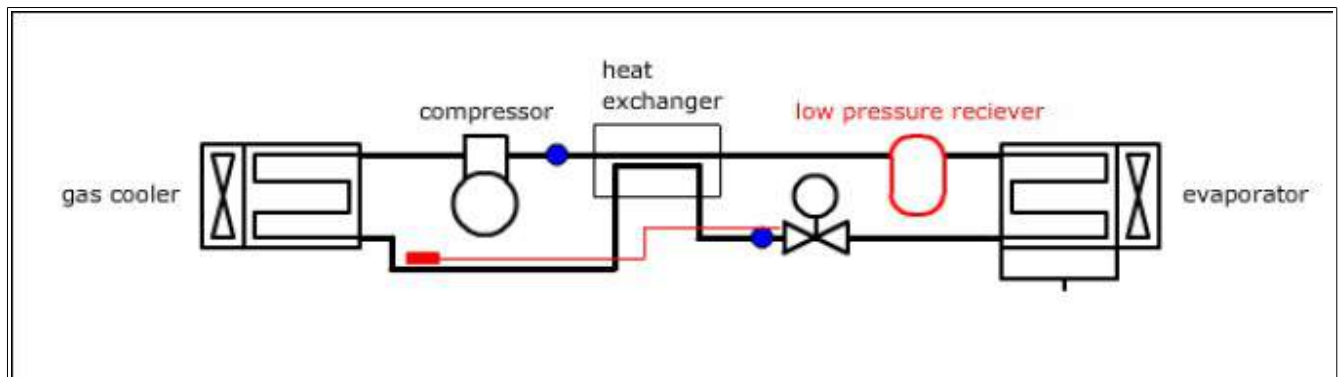 heat
exchanger
compressor
low pressure reciever
gas cooler
evaporator